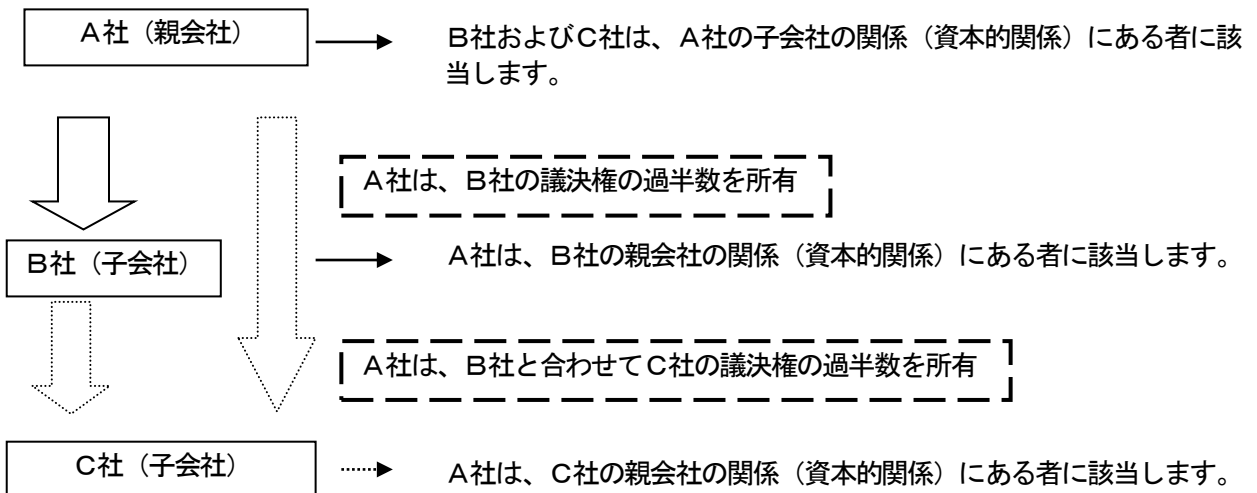 A社（親会社）
B社およびC社は、A社の子会社の関係（資本的関係）にある者に該
当します。
A社は、B社の議決権の過半数を所有
B社（子会社）
A社は、B社の親会社の関係（資本的関係）にある者に該当します。
A社は、B社と合わせてC社の議決権の過半数を所有
C社（子会社）
A社は、C社の親会社の関係（資本的関係）にある者に該当します。